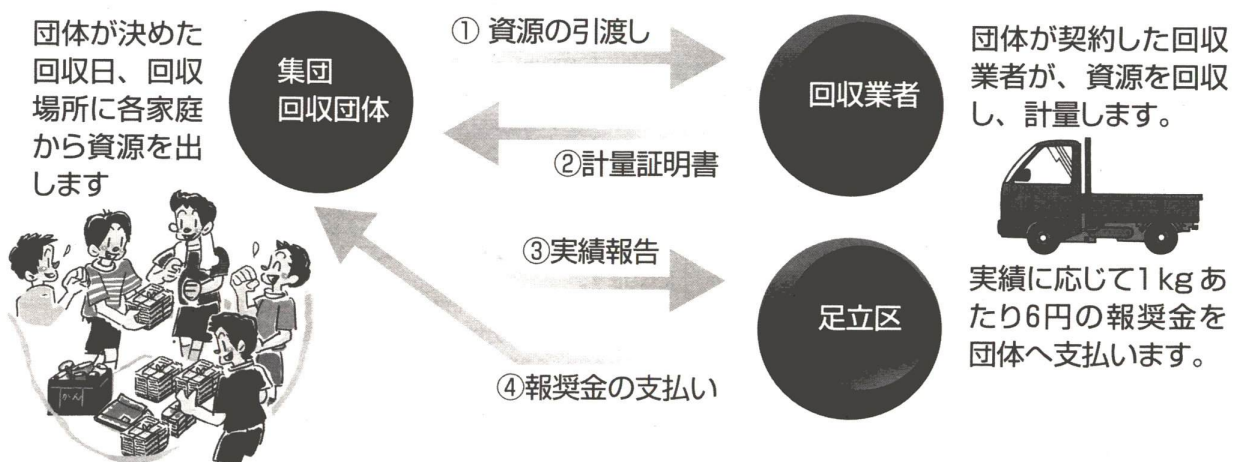 団体が決めた
回収日、回収
場所に各家庭
から資源を出
します
集団
回収団体
① 資源の引渡し
②計量証明書
回収業者
団体が契約した回収
業者が、資源を回収
し、計量します。
③実績報告
④報奨金の支払い
足立区
実績に応じて1kgあ
たり6円の報奨金を
団体へ支払います。
かん